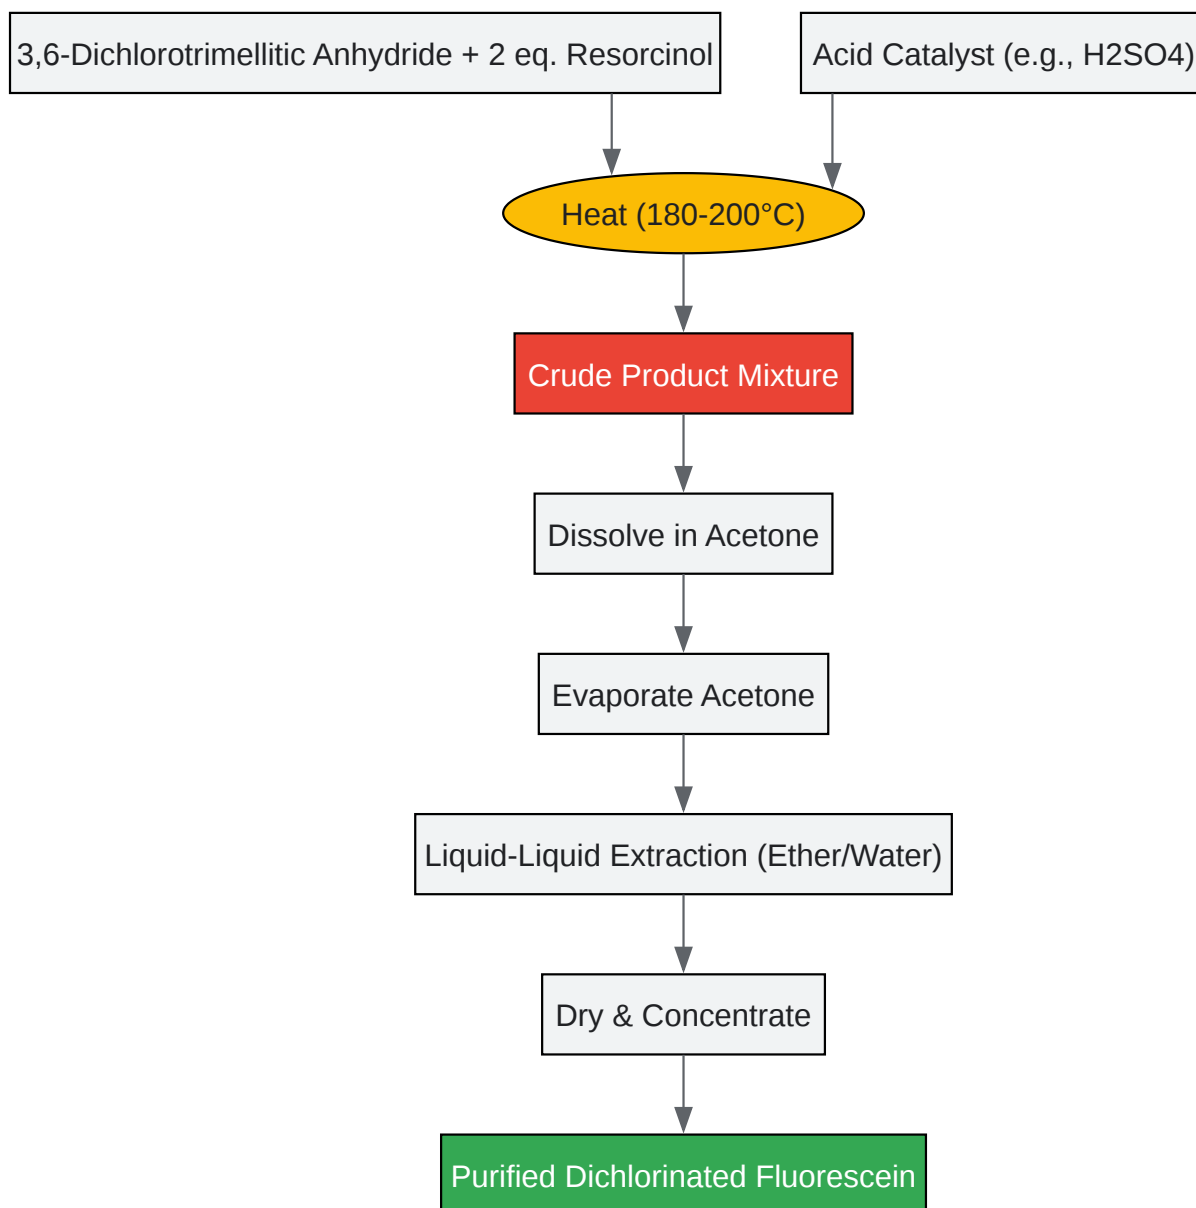 3,6-Dichlorotrimellitic Anhydride + 2 eq. Resorcinol
Acid Catalyst (e.g., H2SO4)
Heat (180-200°C)
Crude Product Mixture
Dissolve in Acetone
Evaporate Acetone
Liquid-Liquid Extraction (Ether/Water)
Dry & Concentrate
Purified Dichlorinated Fluorescein